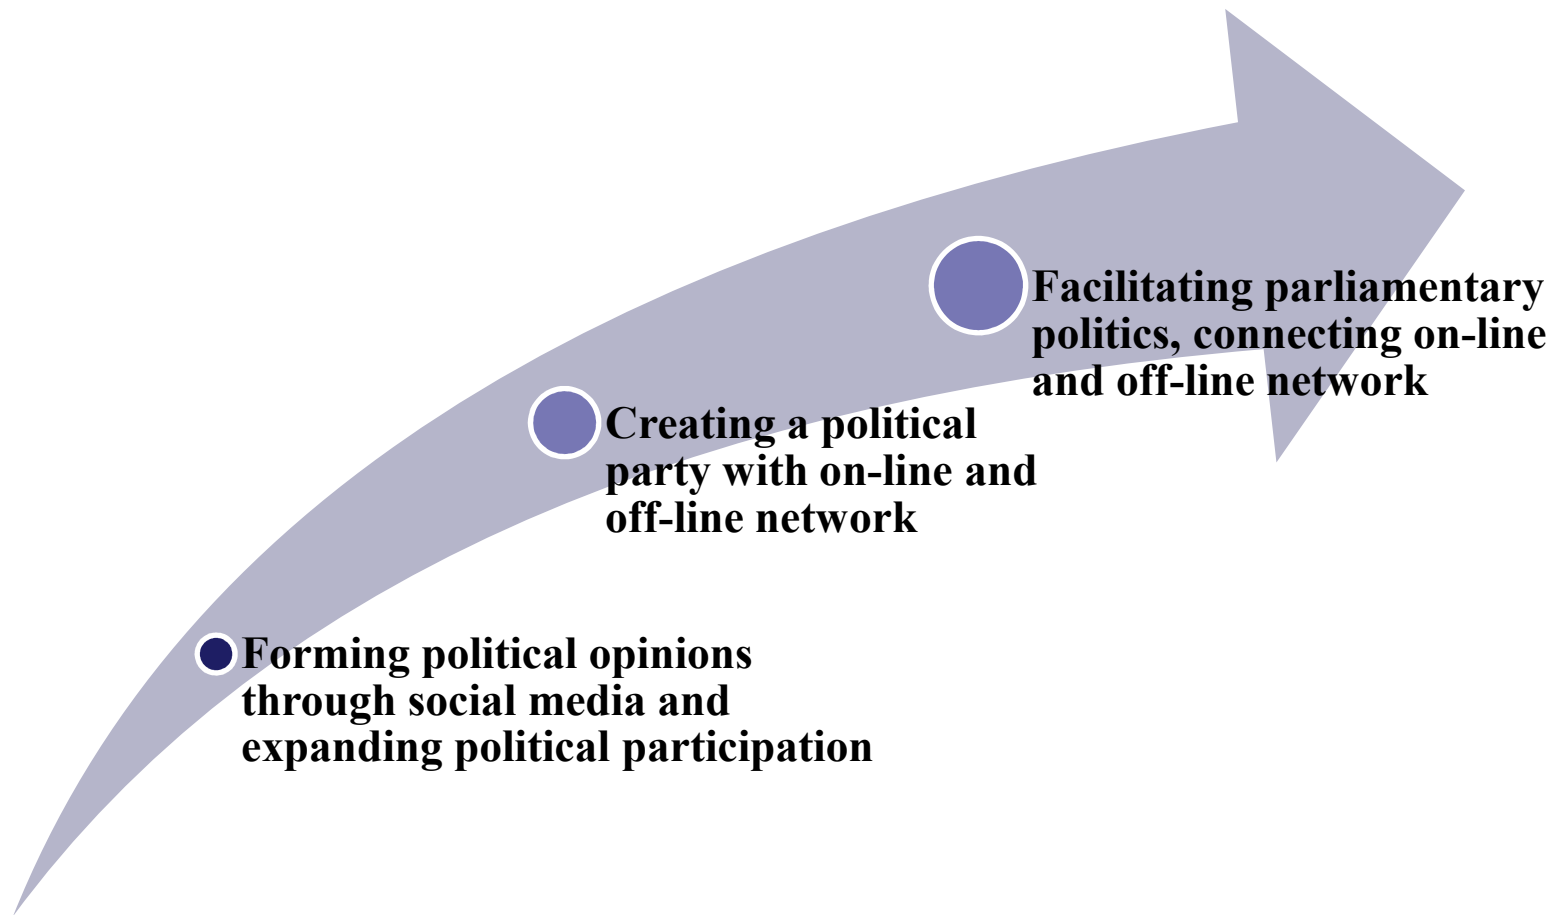 Facilitating parliamentary
politics, connecting on-line
and off-line network
Creating a political
party with on-line and
off-line network
Forming political opinions
through social media and
expanding political participation